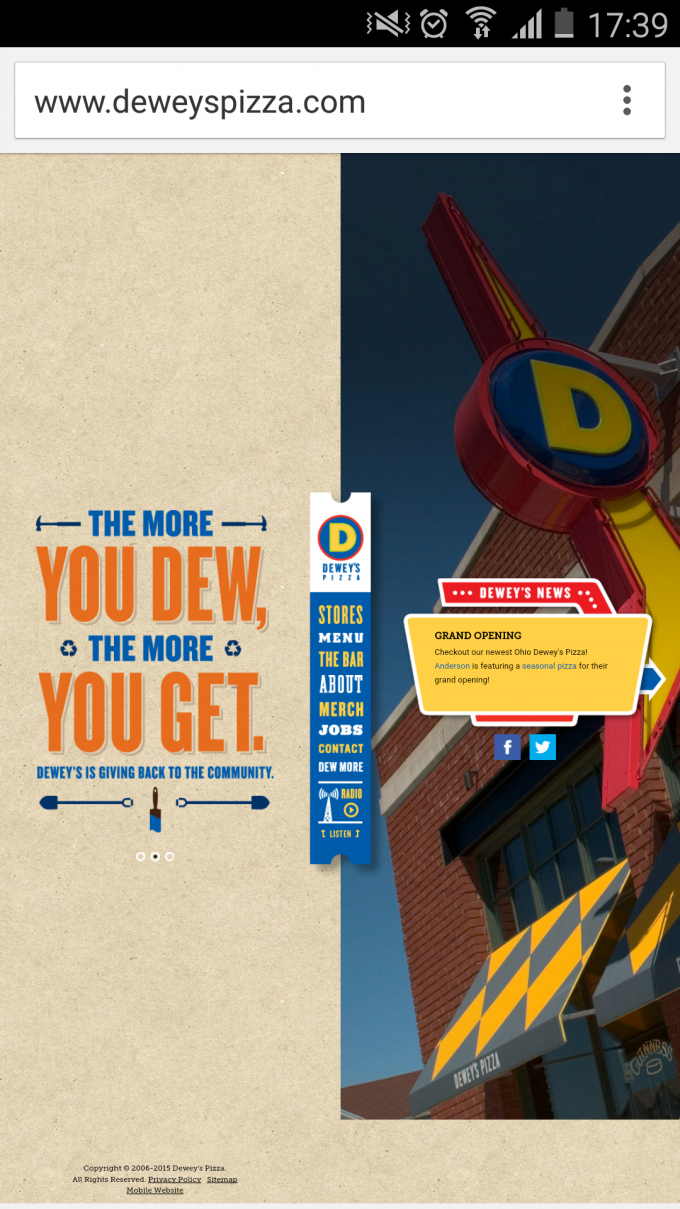 17:39
www.deweyspizza.com
THE MORE
YOU DEW,
THE MORE
YOU GET.
DEWEY'S IS GIVING BACK TO THE COMMUNITY.
D
DEWEY'S
PIZZA
STORES
MENU
THE BAR
ABOUT
MERCH
JOBS
CONTACT
DEW MORE
RADIO
LISTEN
D
DEWEY'S NEWS
GRAND OPENING
Checkout our newest Ohio Dewey's Pizza!
Anderson is featuring a seasonal pizza for their
grand opening!
f
DEWEY'S PIZZA
GUINNESS
Copyright © 2006-2015 Dewey's Pizza.
All Rights Reserved. Privacy Policy Sitemap
Mobile Website